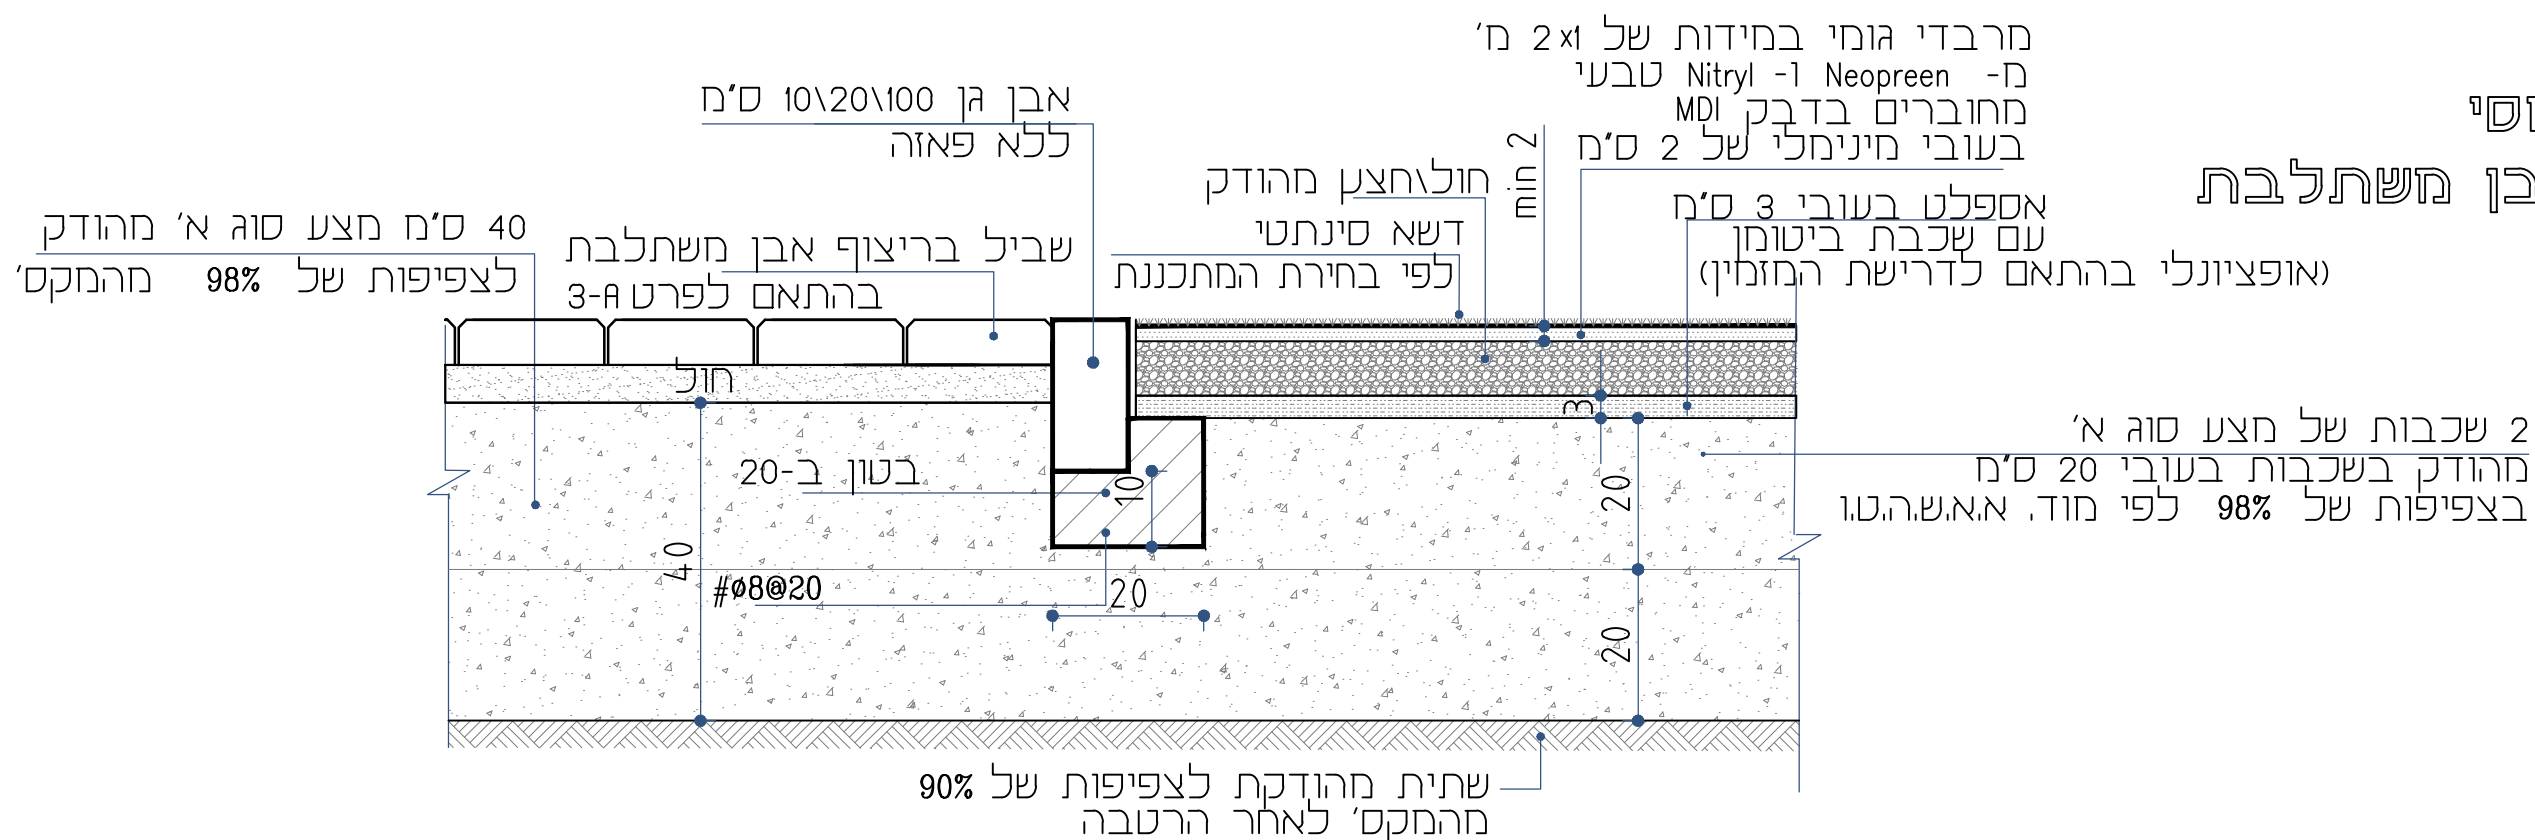 מרבדי גומי במידות של 2x1 מ'
מ- Neopreen ו- Nitryl טבעי
מחוברים בדבק MDI
בעובי מינימלי של 2 ס"מ
אבן גן 10\20\100 ס"מ
ללא פאזה
min 2
חול\חצץ מהודק
אספלט בעובי 3 ס"מ
עם שכבת ביטומן
(אופציונלי בהתאם לדרישת המזמין)
בן משתלבת
דשא סינתטי
לפי בחירת המתכננת
שביל בריצוף אבן משתלבת
בהתאם לפרט 3-A
40 ס"מ מצע סוג א' מהודק
לצפיפות של 98% מהמקס'
חול
3
2 שכבות של מצע סוג א'
מהודק בשכבות בעובי 20 ס"מ
בצפיפות של 98% לפי מוד. א.א.ש.ה.ט.ו
בטון ב-20
10
20
40
#ø8@20
20
20
שתית מהודקת לצפיפות של 90%
מהמקס' לאחר הרטבה